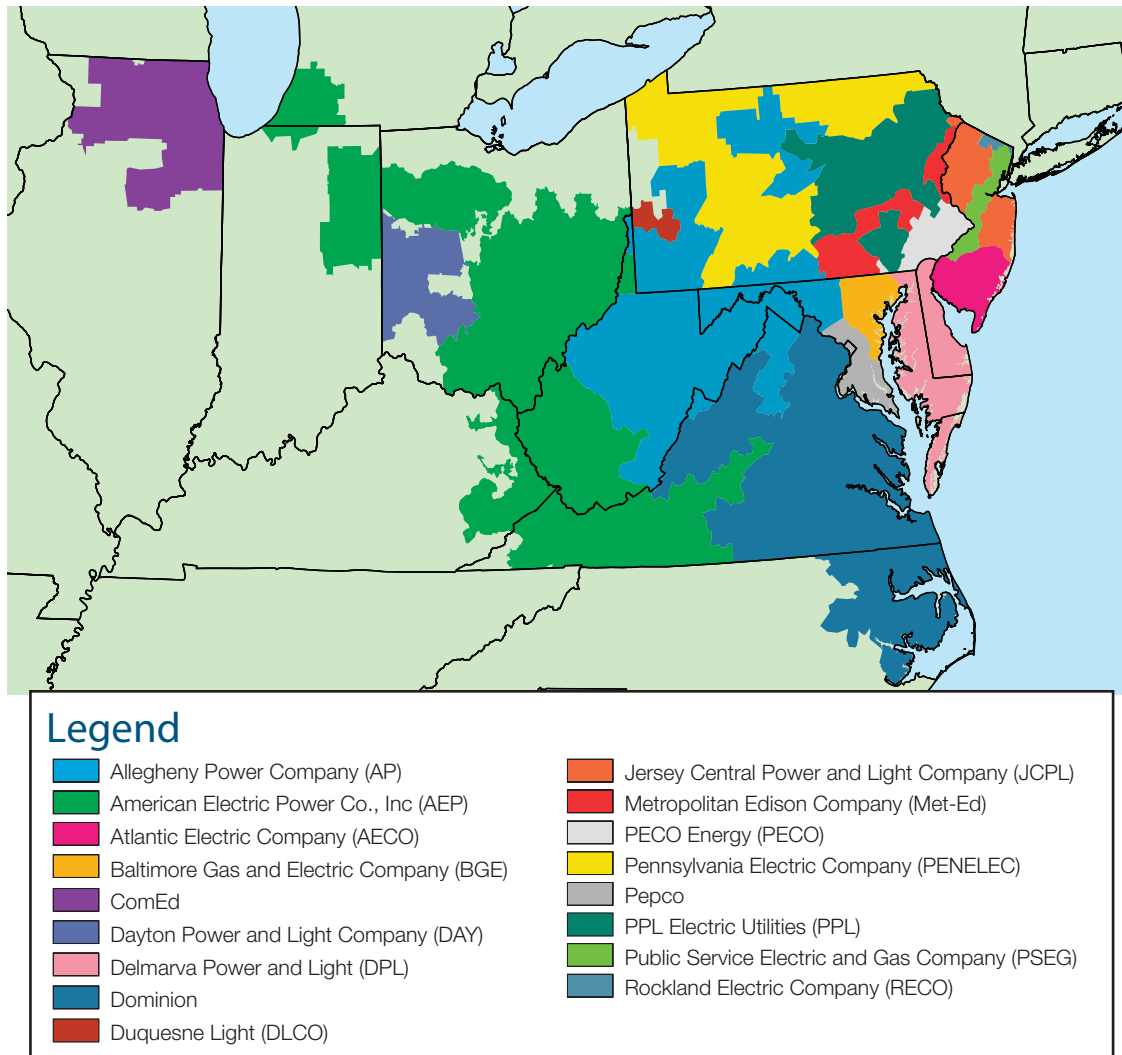 Legend
Allegheny Power Company (AP)
American Electric Power Co., Inc (AEP)
Atlantic Electric Company (AECO)
Baltimore Gas and Electric Company (BGE)
ComEd
Dayton Power and Light Company (DAY)
Delmarva Power and Light (DPL)
Dominion
Duquesne Light (DLCO)
Jersey Central Power and Light Company (JCPL)
Metropolitan Edison Company (Met-Ed)
PECO Energy (PECO)
Pennsylvania Electric Company (PENELEC)
Pepco
PPL Electric Utilities (PPL)
Public Service Electric and Gas Company (PSEG)
Rockland Electric Company (RECO)